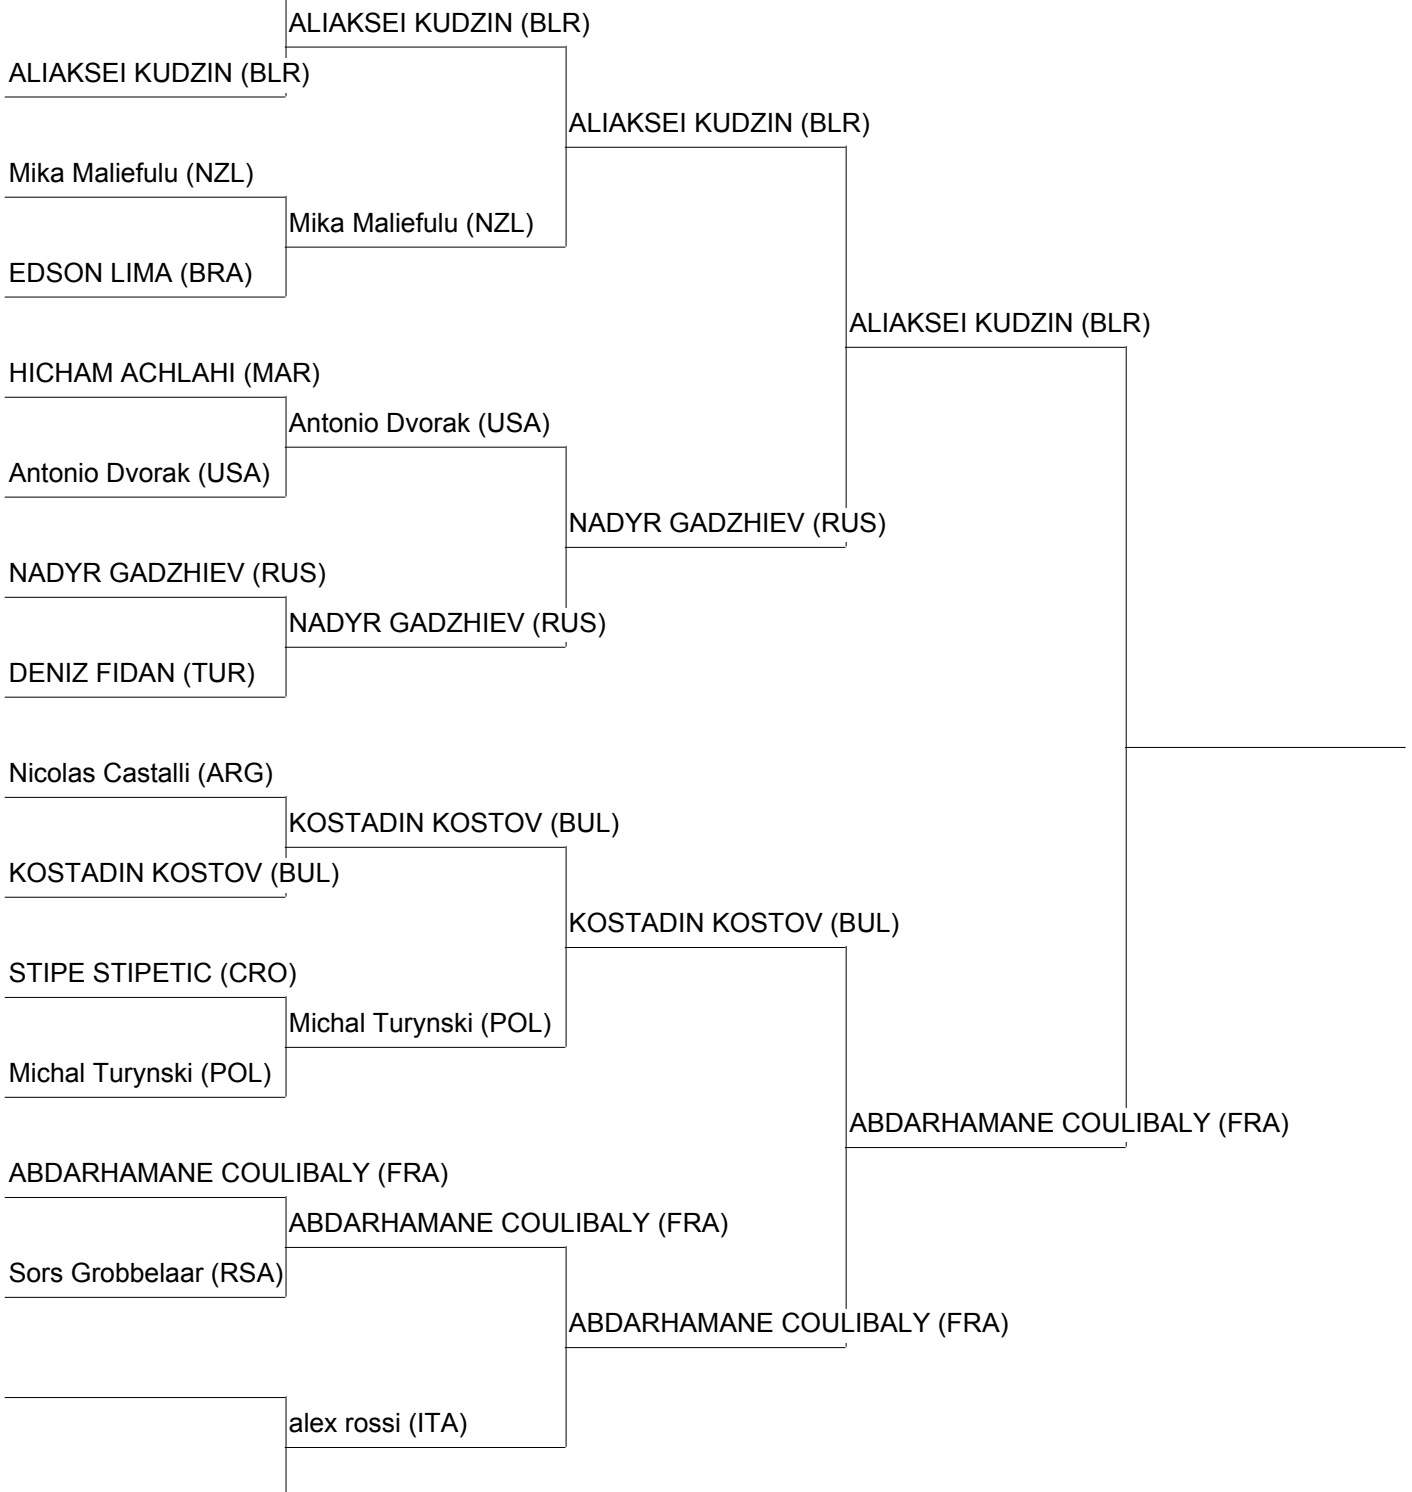 ALIAKSEI KUDZIN (BLR)
ALIAKSEI KUDZIN (BLR)
ALIAKSEI KUDZIN (BLR)
Mika Maliefulu (NZL)
Mika Maliefulu (NZL)
EDSON LIMA (BRA)
ALIAKSEI KUDZIN (BLR)
HICHAM ACHLAHI (MAR)
Antonio Dvorak (USA)
Antonio Dvorak (USA)
NADYR GADZHIEV (RUS)
NADYR GADZHIEV (RUS)
NADYR GADZHIEV (RUS)
DENIZ FIDAN (TUR)
Nicolas Castalli (ARG)
KOSTADIN KOSTOV (BUL)
KOSTADIN KOSTOV (BUL)
KOSTADIN KOSTOV (BUL)
STIPE STIPETIC (CRO)
Michal Turynski (POL)
Michal Turynski (POL)
ABDARHAMANE COULIBALY (FRA)
ABDARHAMANE COULIBALY (FRA)
ABDARHAMANE COULIBALY (FRA)
Sors Grobbelaar (RSA)
ABDARHAMANE COULIBALY (FRA)
alex rossi (ITA)